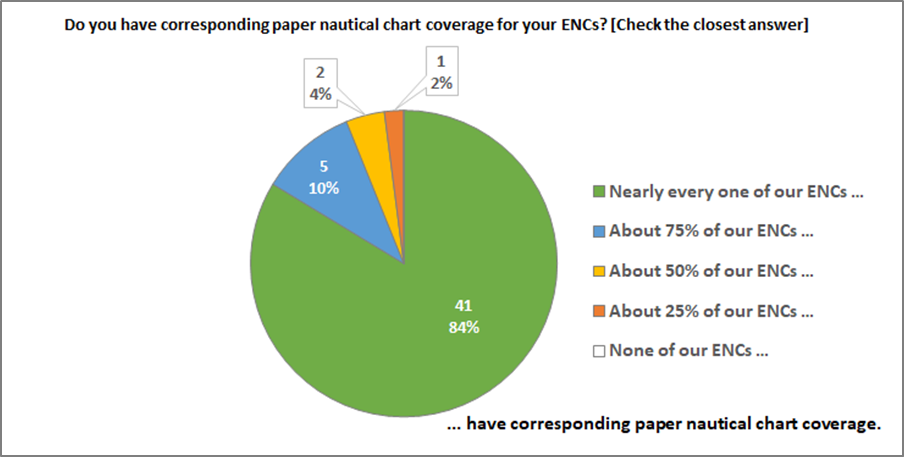 Do you have corresponding paper nautical chart coverage for your ENCs? [Check the closest answer]
2
4%
1
2%
5
10%
41
84%
Nearly every one of our ENCs ...
About 75% of our ENCs ...
About 50% of our ENCs ...
About 25% of our ENCs ...
None of our ENCs ...
... have corresponding paper nautical chart coverage.